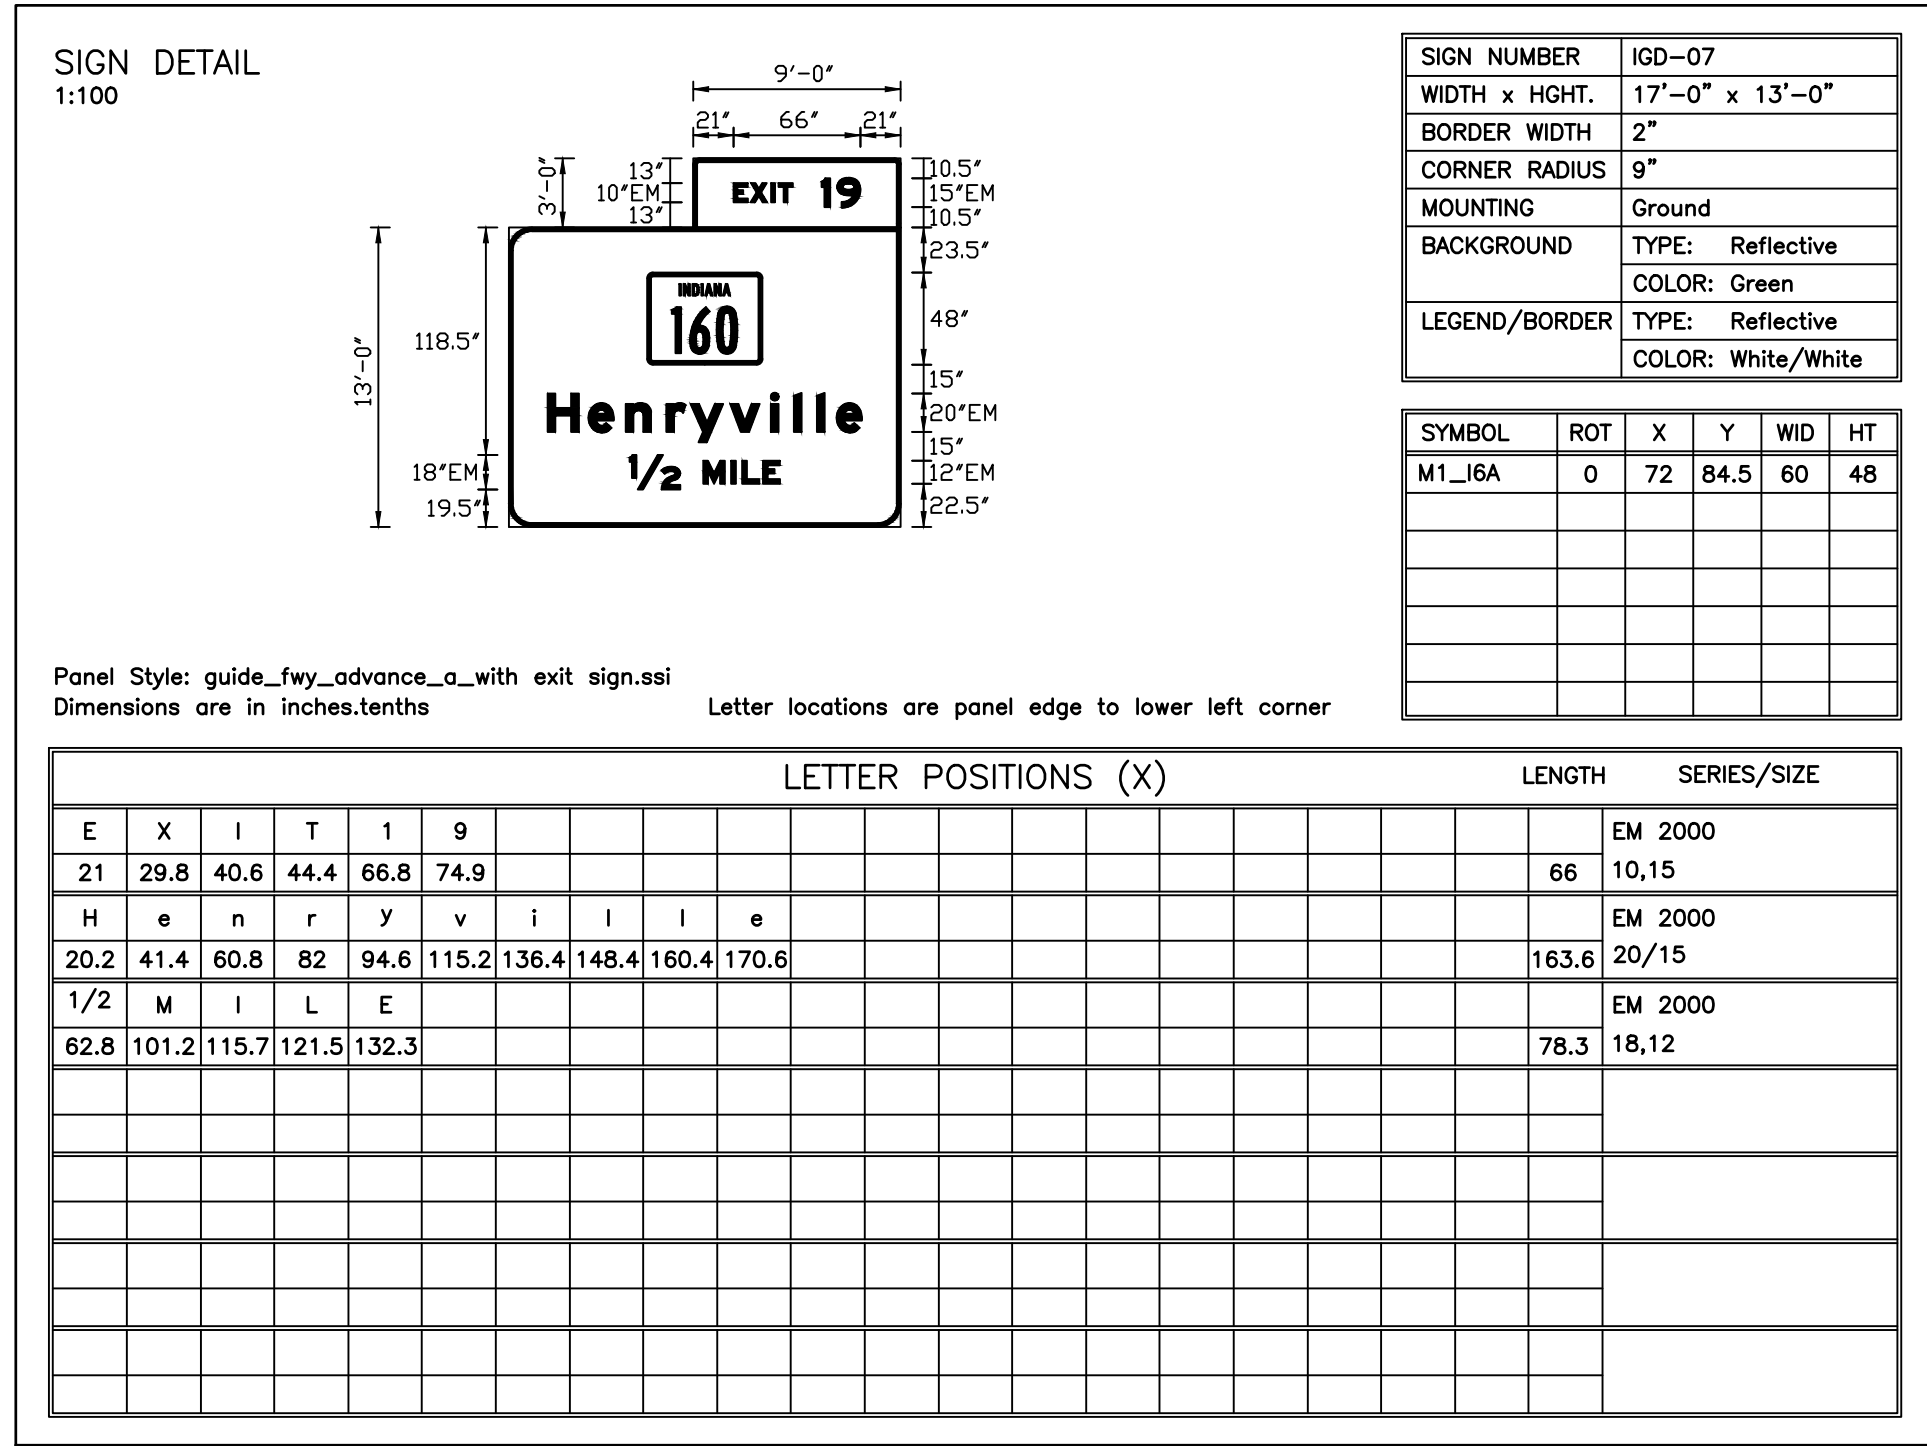 SIGN DETAIL
1:100
9'-0"
21" 66" 21"
3'-0"
13"
10"EM
13"
EXIT 19
10.5"
15"EM
10.5"
13'-0"
118.5"
18"EM
19.5"
INDIANA
160
Henryville
1/2 MILE
23.5"
48"
15"
20"EM
15"
12"EM
22.5"
SIGN NUMBER IGD-07
WIDTH x HGHT. 17'-0" x 13'-0"
BORDER WIDTH 2"
CORNER RADIUS 9"
MOUNTING Ground
BACKGROUND TYPE: Reflective
COLOR: Green
LEGEND/BORDER TYPE: Reflective
COLOR: White/White
SYMBOL ROT X Y WID HT
M1_I6A 0 72 84.5 60 48
Panel Style: guide_fwy_advance_a_with exit sign.ssi
Dimensions are in inches.tenths Letter locations are panel edge to lower left corner
LETTER POSITIONS (X) LENGTH SERIES/SIZE
E X I T 1 9 EM 2000
21 29.8 40.6 44.4 66.8 74.9 66 10,15
H e n r y v i l l e EM 2000
20.2 41.4 60.8 82 94.6 115.2 136.4 148.4 160.4 170.6 163.6 20/15
1/2 M I L E EM 2000
62.8 101.2 115.7 121.5 132.3 78.3 18,12